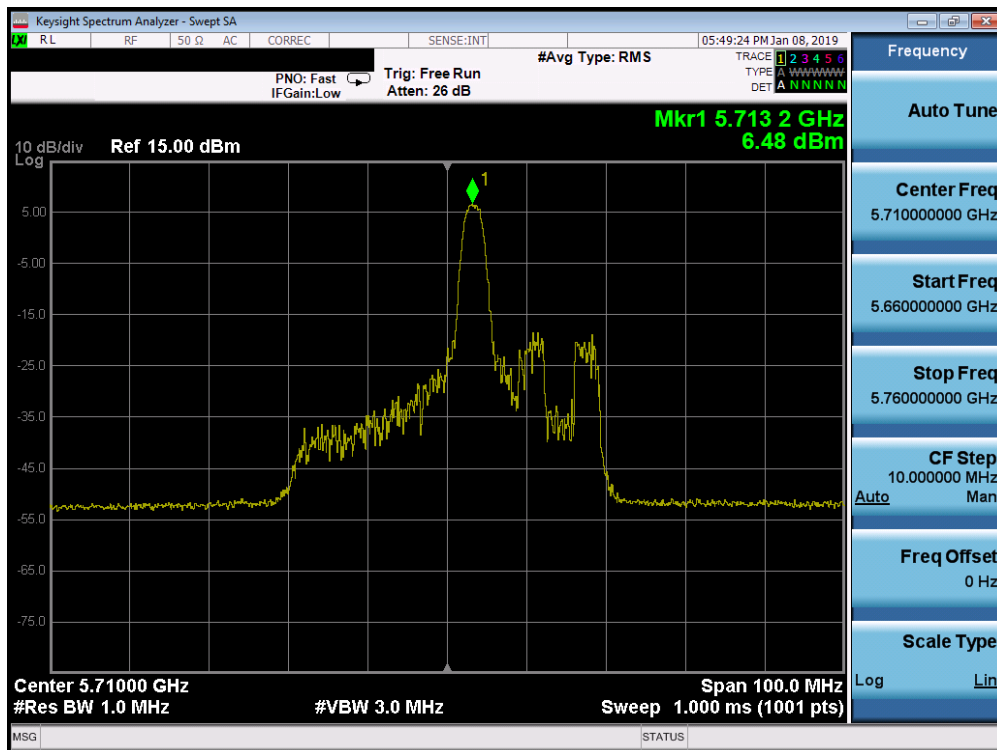 Keysight Spectrum Analyzer - Swept SA
LXI RL RF 50 Ω AC CORREC SENSE:INT 05:49:24 PM Jan 08, 2019
PNO: Fast
IFGain:Low
Trig: Free Run
Atten: 26 dB
#Avg Type: RMS
TRACE 1 2 3 4 5 6
TYPE A WWWWW
DET A N N N N N
Frequency
Mkr1 5.713 2 GHz
6.48 dBm
10 dB/div Ref 15.00 dBm
Log
1
5.00
-5.00
-15.0
-25.0
-35.0
-45.0
-55.0
-65.0
-75.0
Center 5.71000 GHz Span 100.0 MHz
#Res BW 1.0 MHz #VBW 3.0 MHz Sweep 1.000 ms (1001 pts)
MSG STATUS
Auto Tune
Center Freq
5.710000000 GHz
Start Freq
5.660000000 GHz
Stop Freq
5.760000000 GHz
CF Step
10.000000 MHz
Auto Man
Freq Offset
0 Hz
Scale Type
Log Lin